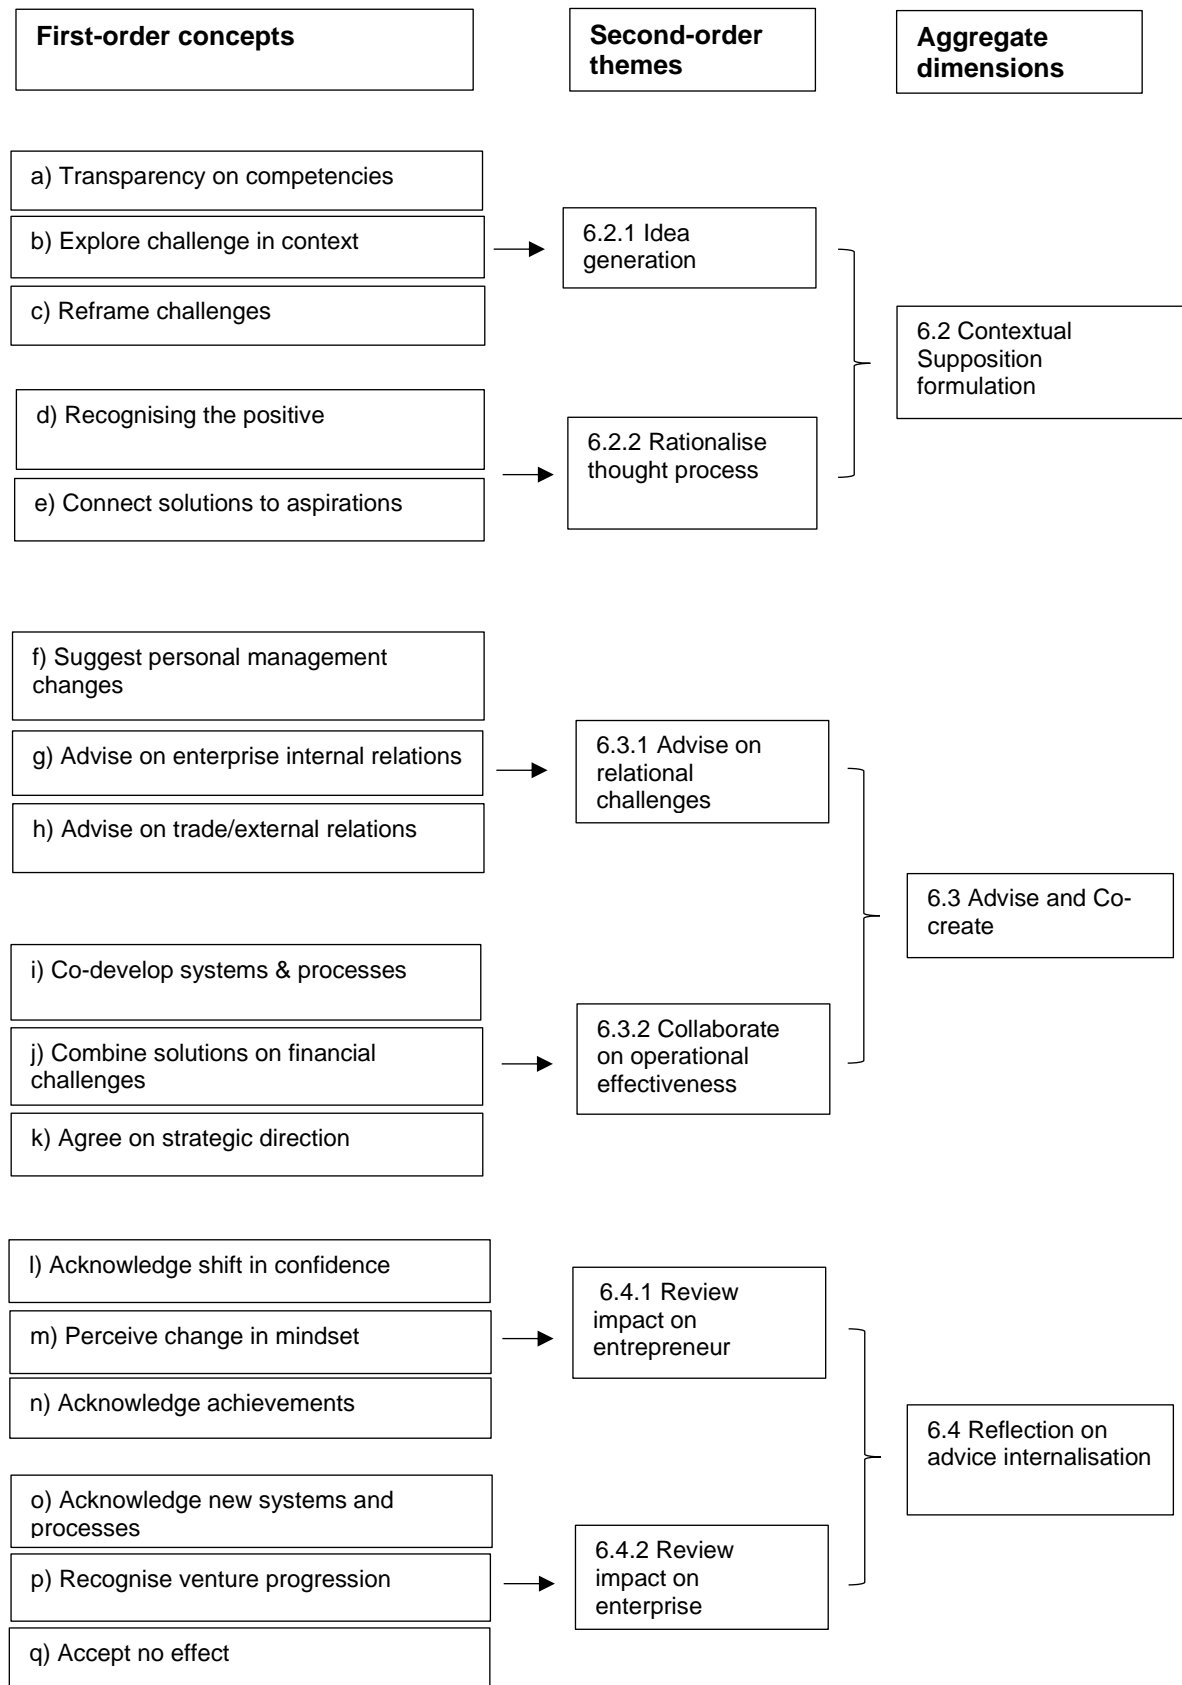 First-order concepts
Second-order
themes
Aggregate
dimensions
a) Transparency on competencies
b) Explore challenge in context
c) Reframe challenges
6.2.1 Idea
generation
d) Recognising the positive
e) Connect solutions to aspirations
6.2.2 Rationalise
thought process
6.2 Contextual
Supposition
formulation
f) Suggest personal management
changes
g) Advise on enterprise internal relations
h) Advise on trade/external relations
6.3.1 Advise on
relational
challenges
i) Co-develop systems & processes
j) Combine solutions on financial
challenges
k) Agree on strategic direction
6.3.2 Collaborate
on operational
effectiveness
6.3 Advise and Co-
create
l) Acknowledge shift in confidence
m) Perceive change in mindset
n) Acknowledge achievements
6.4.1 Review
impact on
entrepreneur
o) Acknowledge new systems and
processes
p) Recognise venture progression
q) Accept no effect
6.4.2 Review
impact on
enterprise
6.4 Reflection on
advice internalisation